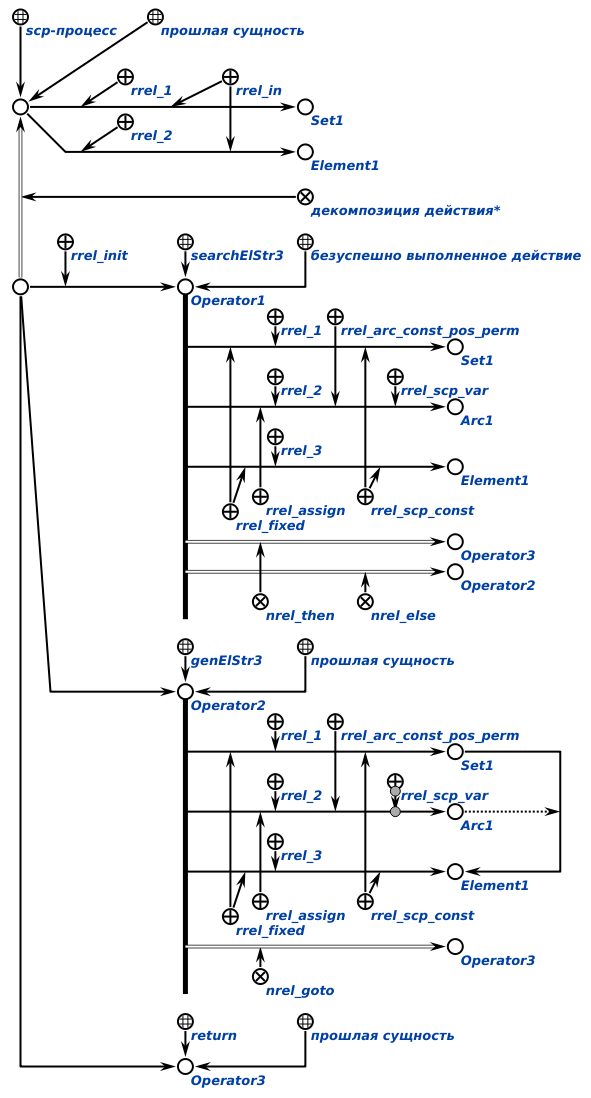 scp-процесс
прошлая сущность
rrel_1
rrel_in
Set1
rrel_2
Element1
декомпозиция действия*
rrel_init
searchElStr3
безуспешно выполненное действие
Operator1
rrel_1
rrel_arc_const_pos_perm
Set1
rrel_2
rrel_scp_var
Arc1
rrel_3
Element1
rrel_assign
rrel_scp_const
rrel_fixed
Operator3
Operator2
nrel_then
nrel_else
genElStr3
прошлая сущность
Operator2
rrel_1
rrel_arc_const_pos_perm
Set1
rrel_2
rrel_scp_var
Arc1
rrel_3
Element1
rrel_assign
rrel_scp_const
rrel_fixed
Operator3
nrel_goto
return
прошлая сущность
Operator3